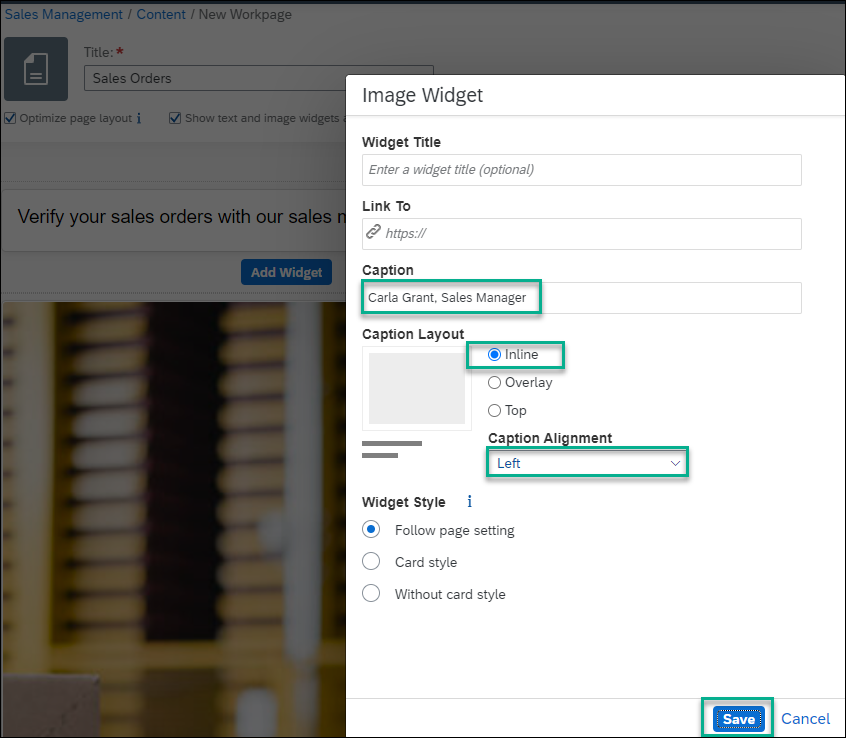 Sales Management / Content / New Workpage
Title: *
Sales Orders
Optimize page layout i
Show text and image widgets
Verify your sales orders with our sales
Add Widget
Image Widget
Widget Title
Enter a widget title (optional)
Link To
https://
Caption
Carla Grant, Sales Manager
Caption Layout
Inline
Overlay
Top
Caption Alignment
Left
Widget Style i
Follow page setting
Card style
Without card style
Save Cancel